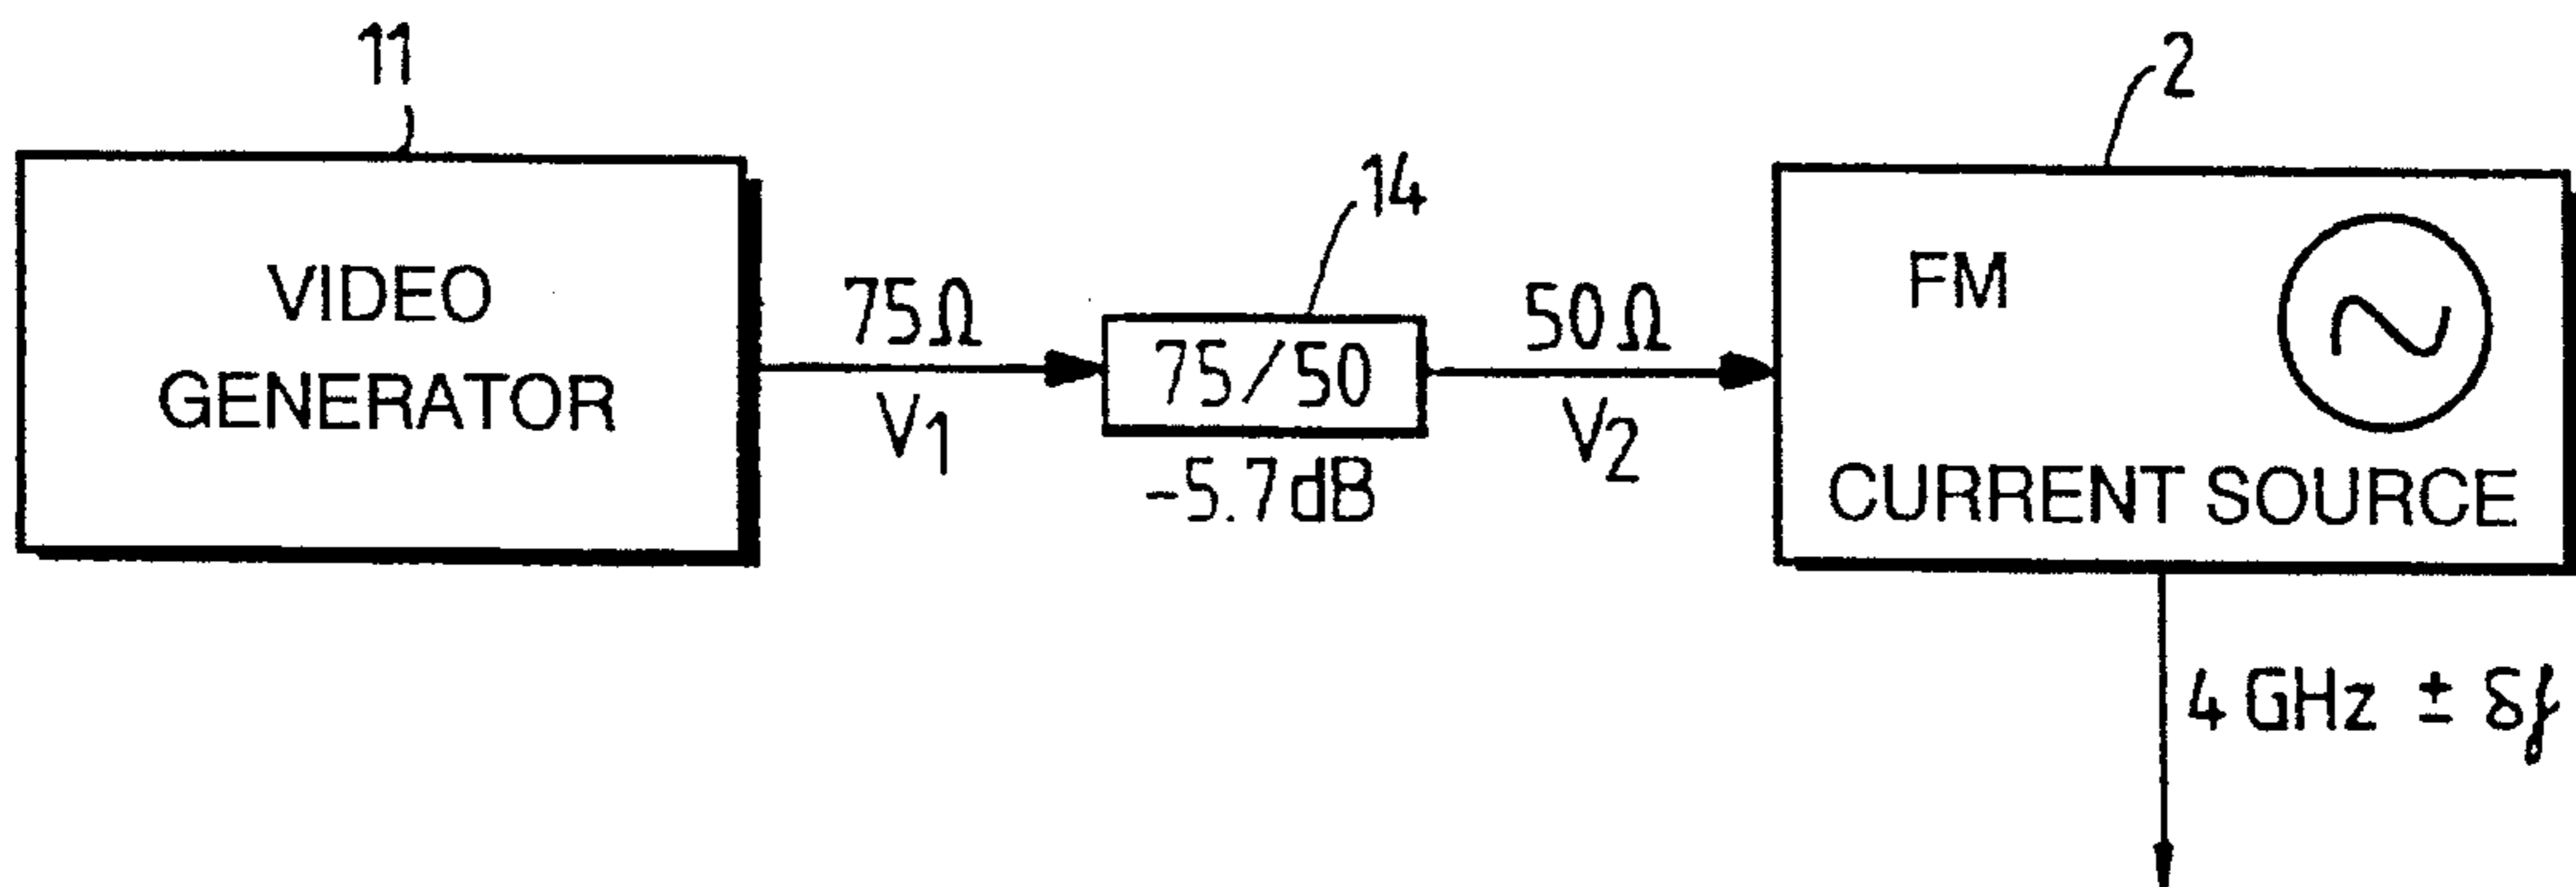 11
VIDEO
GENERATOR
75Ω
V1
14
75/50
-5.7dB
50Ω
V2
2
FM
CURRENT SOURCE
4 GHz ± δf